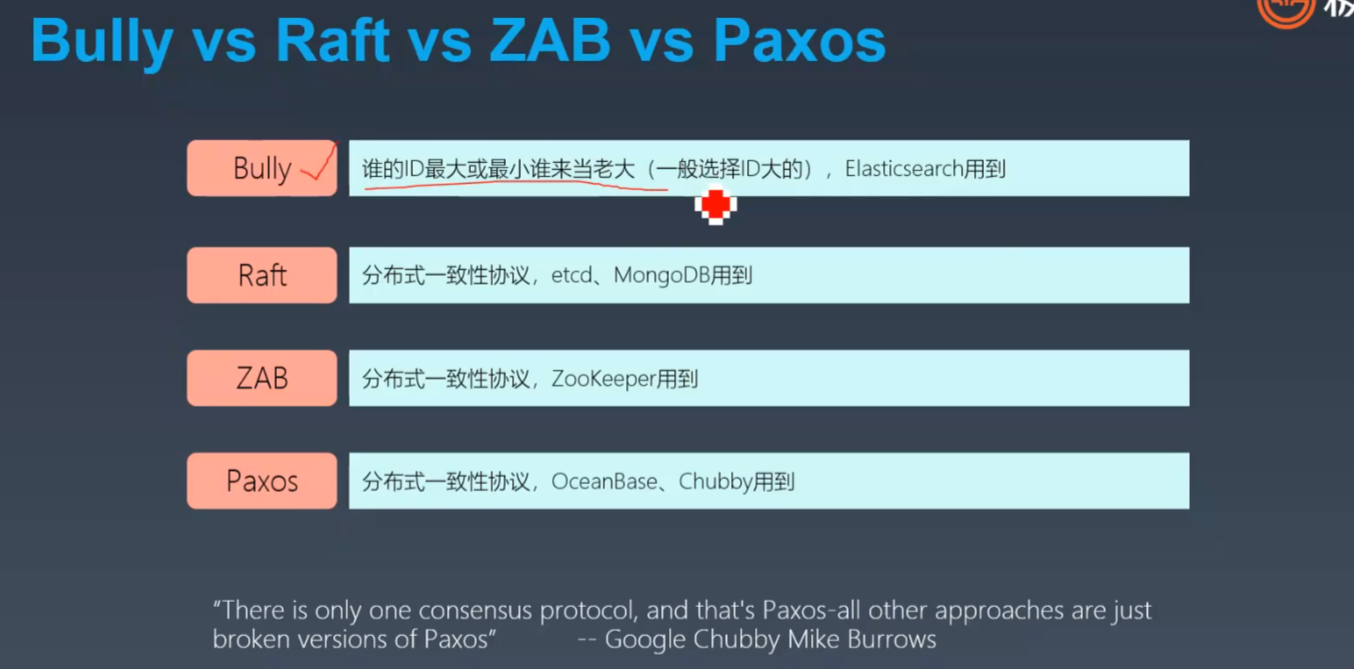 Bully vs Raft vs ZAB vs Paxos
Bully
谁的ID最大或最小谁来当老大（一般选择ID大的），Elasticsearch用到
Raft
分布式一致性协议，etcd、MongoDB用到
ZAB
分布式一致性协议，ZooKeeper用到
Paxos
分布式一致性协议，OceanBase、Chubby用到
“There is only one consensus protocol, and that's Paxos-all other approaches are just
broken versions of Paxos” -- Google Chubby Mike Burrows